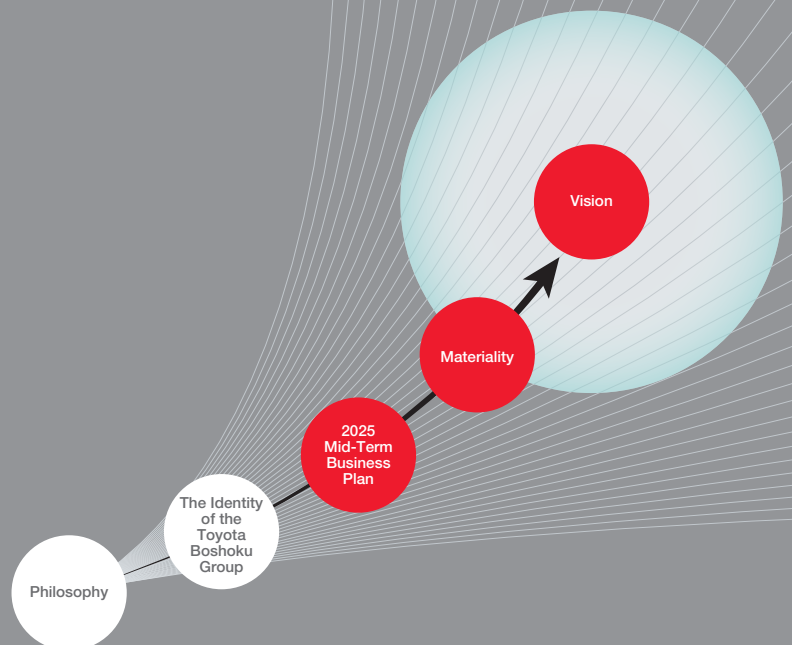 Vision
Materiality
2025
Mid-Term
Business
Plan
The Identity
of the
Toyota
Boshoku
Group
Philosophy